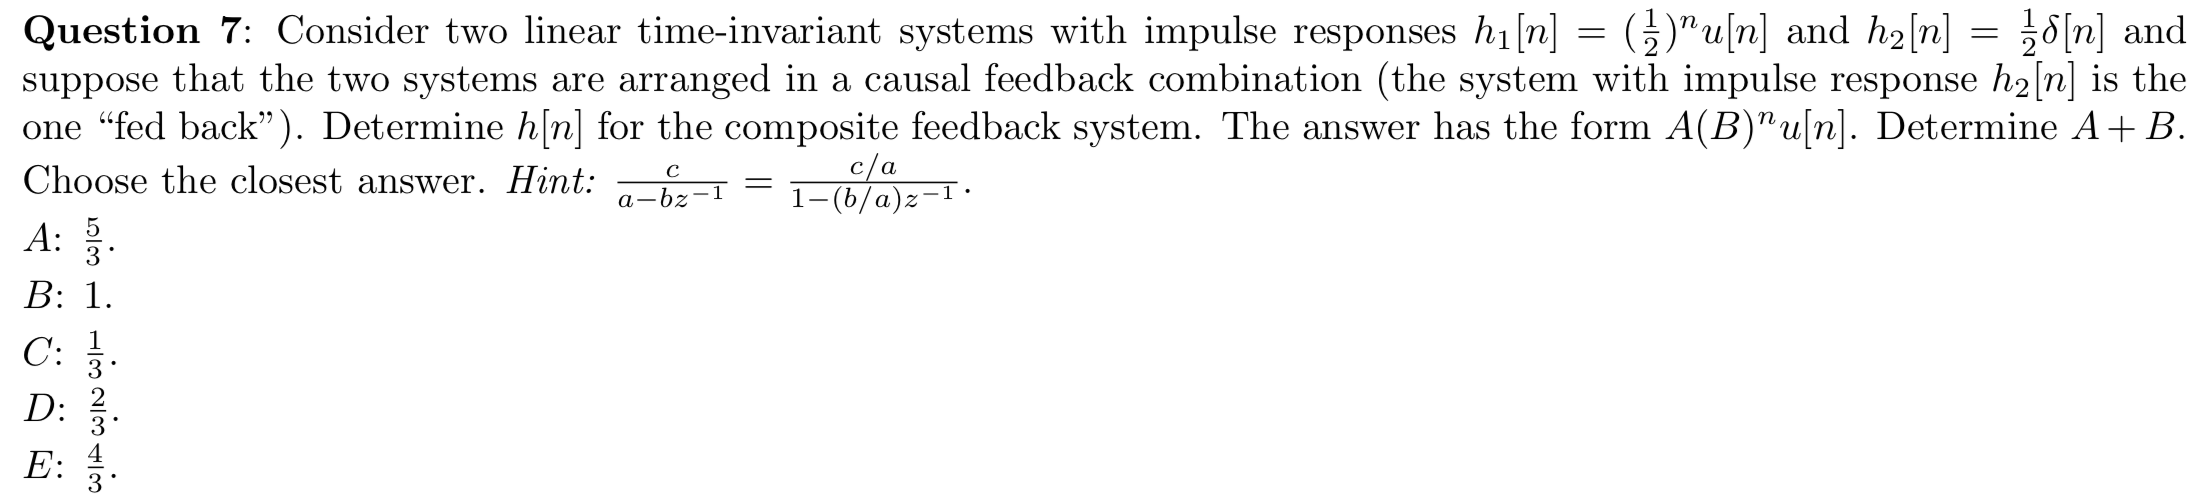 Question 7: Consider two linear time-invariant systems with impulse responses $h_1[n] = (\frac{1}{2})^n u[n]$ and $h_2[n] = \frac{1}{2}\delta[n]$ and
suppose that the two systems are arranged in a causal feedback combination (the system with impulse response $h_2[n]$ is the
one “fed back”). Determine $h[n]$ for the composite feedback system. The answer has the form $A(B)^n u[n]$. Determine $A + B$.
Choose the closest answer. Hint: $\frac{c}{a-bz^{-1}} = \frac{c/a}{1-(b/a)z^{-1}}$.
A: $\frac{5}{3}$.
B: 1.
C: $\frac{1}{3}$.
D: $\frac{2}{3}$.
E: $\frac{4}{3}$.